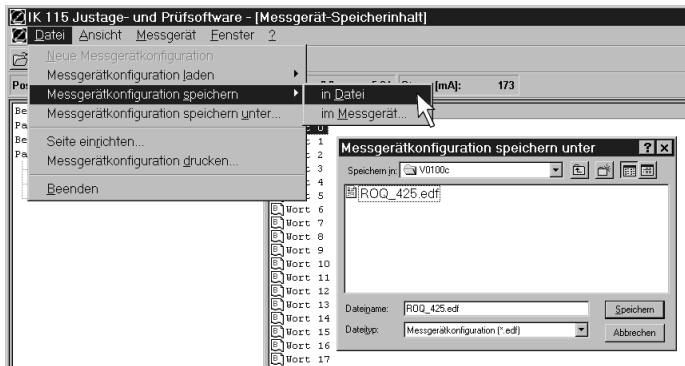 IK 115 Justage- und Prüfsoftware - [Messgerät-Speicherinhalt]
Datei Ansicht Messgerät Fenster ?
Neue Messgerätkonfiguration
Messgerätkonfiguration laden
Messgerätkonfiguration speichern
Messgerätkonfiguration speichern unter...
Seite einrichten...
Messgerätkonfiguration drucken...
Beenden
in Datei
im Messgerät...
[mA]: 173
Messgerätkonfiguration speichern unter
Speichern in: V0100c
ROQ_425.edf
Dateiname: ROQ_425.edf Speichern
Dateityp: Messgerätkonfiguration (*.edf) Abbrechen
Wort 6
Wort 7
Wort 8
Wort 9
Wort 10
Wort 11
Wort 12
Wort 13
Wort 14
Wort 15
Wort 16
Wort 17